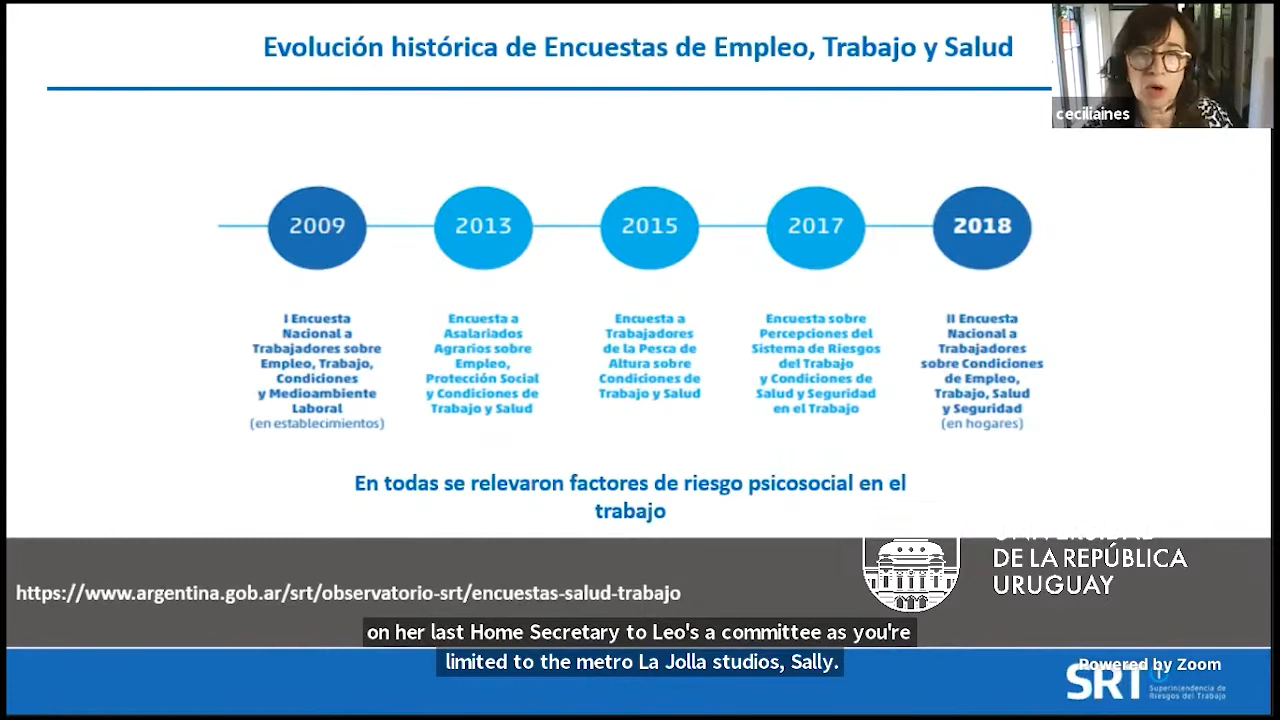 Evolución histórica de Encuestas de Empleo, Trabajo y Salud
ceciliaines
2009
2013
2015
2017
2018
I Encuesta
Nacional a
Trabajadores sobre
Empleo, Trabajo,
Condiciones
y Medioambiente
Laboral
(en establecimientos)
Encuesta a
Asalariados
Agrarios sobre
Empleo,
Protección Social
y Condiciones de
Trabajo y Salud
Encuesta a
Trabajadores
de la Pesca de
Altura sobre
Condiciones de
Trabajo y Salud
Encuesta sobre
Percepciones del
Sistema de Riesgos
del Trabajo
y Condiciones de
Salud y Seguridad
en el Trabajo
II Encuesta
Nacional a
Trabajadores
sobre Condiciones
de Empleo,
Trabajo, Salud
y Seguridad
(en hogares)
En todas se relevaron factores de riesgo psicosocial en el
trabajo
DE LA REPÚBLICA
URUGUAY
https://www.argentina.gob.ar/srt/observatorio-srt/encuestas-salud-trabajo
on her last Home Secretary to Leo's a committee as you're
limited to the metro La Jolla studios, Sally.
Powered by Zoom
SRT
Superintendencia de
Riesgos del Trabajo